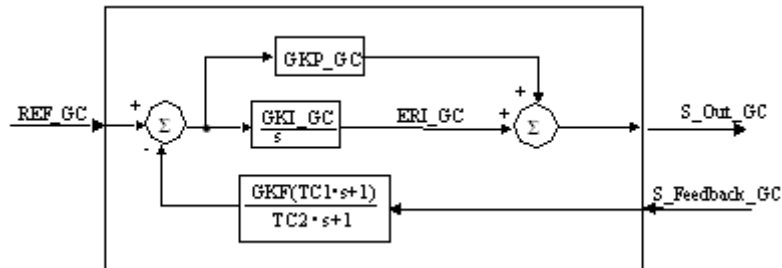 GKP_GC
+
REF_GC
+
Σ
GKI_GC
s
ERI_GC
+
Σ
S_Out_GC
-
GKF(TC1·s+1)
TC2·s+1
S_Feedback_GC